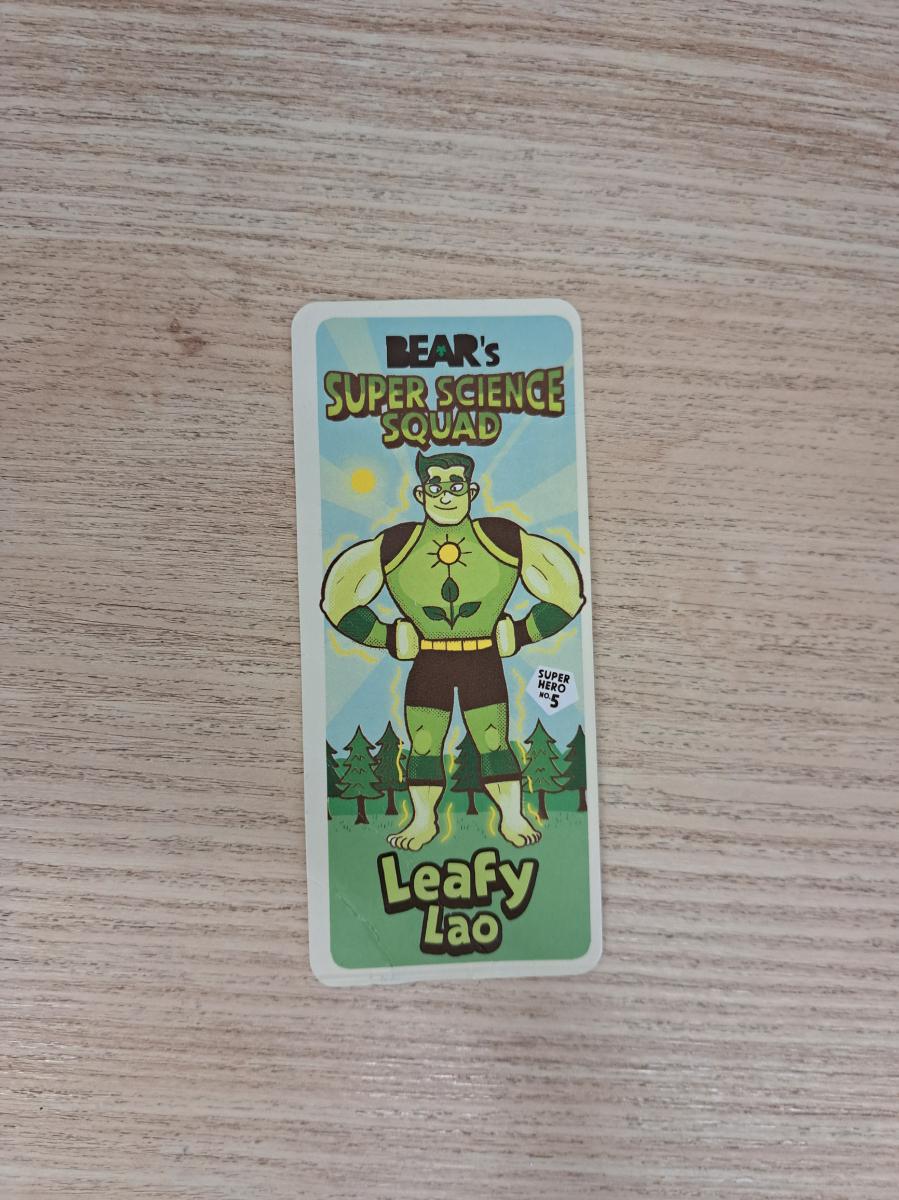 BEAR's
SUPER SCIENCE
SQUAD
SUPER
HERO
NO.5
Leafy
Lao